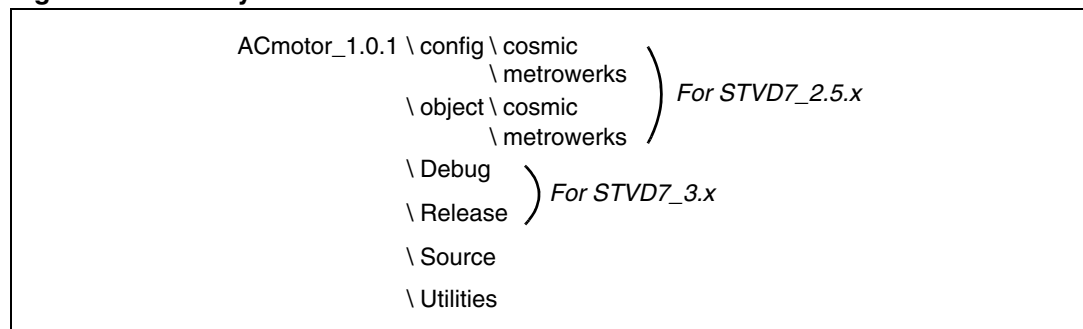 ACmotor_1.0.1 \ config \ cosmic
\ metrowerks
For STVD7_2.5.x
\ object \ cosmic
\ metrowerks
\ Debug
For STVD7_3.x
\ Release
\ Source
\ Utilities